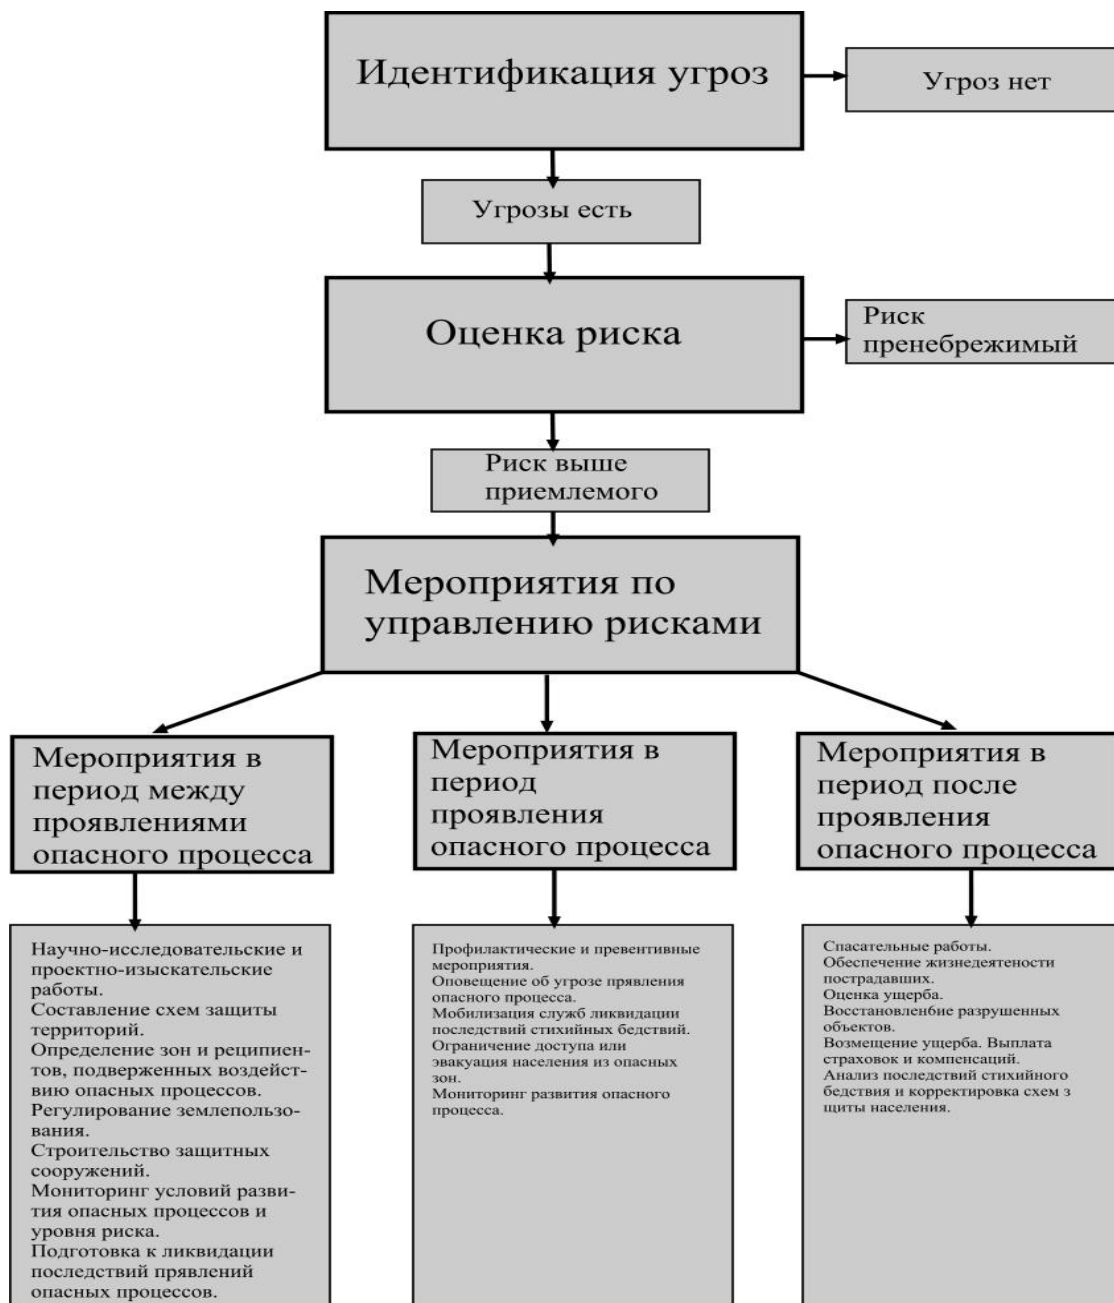 Идентификация угроз
Угроз нет
Угрозы есть
Оценка риска
Риск
пренебрежимый
Риск выше
приемлемого
Мероприятия по
управлению рисками
Мероприятия в
период между
проявлениями
опасного процесса
Мероприятия в
период
проявления
опасного процесса
Мероприятия в
период после
проявления
опасного процесса
Научно-исследовательские и
проектно-изыскательские
работы.
Составление схем защиты
территорий.
Определение зон и реципиен-
тов, подверженных воздейст-
вию опасных процессов.
Регулирование землепользо-
вания.
Строительство защитных
сооружений.
Мониторинг условий разви-
тия опасных процессов и
уровня риска.
Подготовка к ликвидации
последствий прявлений
опасных процессов.
Профилактические и превентивные
мероприятия.
Оповещение об угрозе прявления
опасного процесса.
Мобилизация служб ликвидации
последствий стихийных бедствий.
Ограничение доступа или
эвакуация населения из опасных
зон.
Мониторинг развития опасного
процесса.
Спасательные работы.
Обеспечение жизнедеятености
пострадавших.
Оценка ущерба.
Восстановлен6ие разрушенных
объектов.
Возмещение ущерба. Выплата
страховок и компенсаций.
Анализ последствий стихийного
бедствия и корректировка схем з
щиты населения.